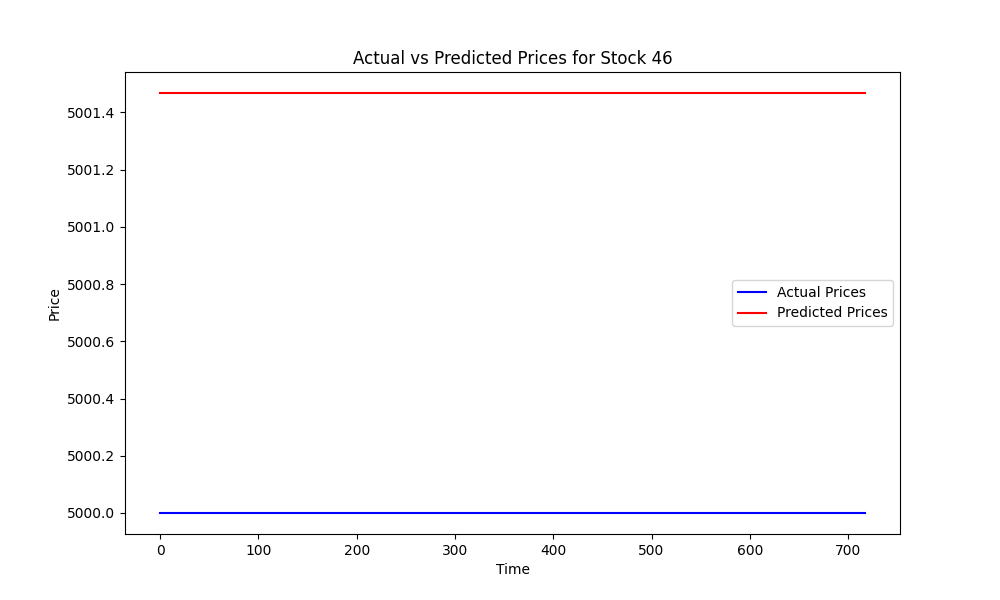 Actual vs Predicted Prices for Stock 46
Price
5001.4
5001.2
5001.0
5000.8
5000.6
5000.4
5000.2
5000.0
Actual Prices
Predicted Prices
0 100 200 300 400 500 600 700
Time